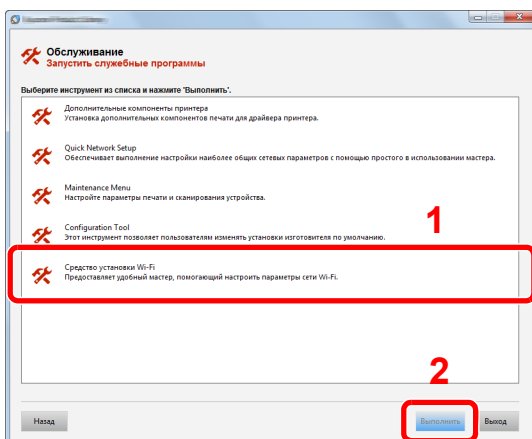 Обслуживание
Запустить служебные программы
Выберите инструмент из списка и нажмите 'Выполнить'.
Дополнительные компоненты принтера
Установка дополнительных компонентов печати для драйвера принтера.
Quick Network Setup
Обеспечивает выполнение настройки наиболее общих сетевых параметров с помощью простого в использовании мастера.
Maintenance Menu
Настройте параметры печати и сканирования устройства.
1
Configuration Tool
Этот инструмент позволяет пользователям изменять установки изготовителя по умолчанию.
Средство установки Wi-Fi
Предоставляет удобный мастер, помогающий настроить параметры сети Wi-Fi.
2
Назад
Выполнить
Выход